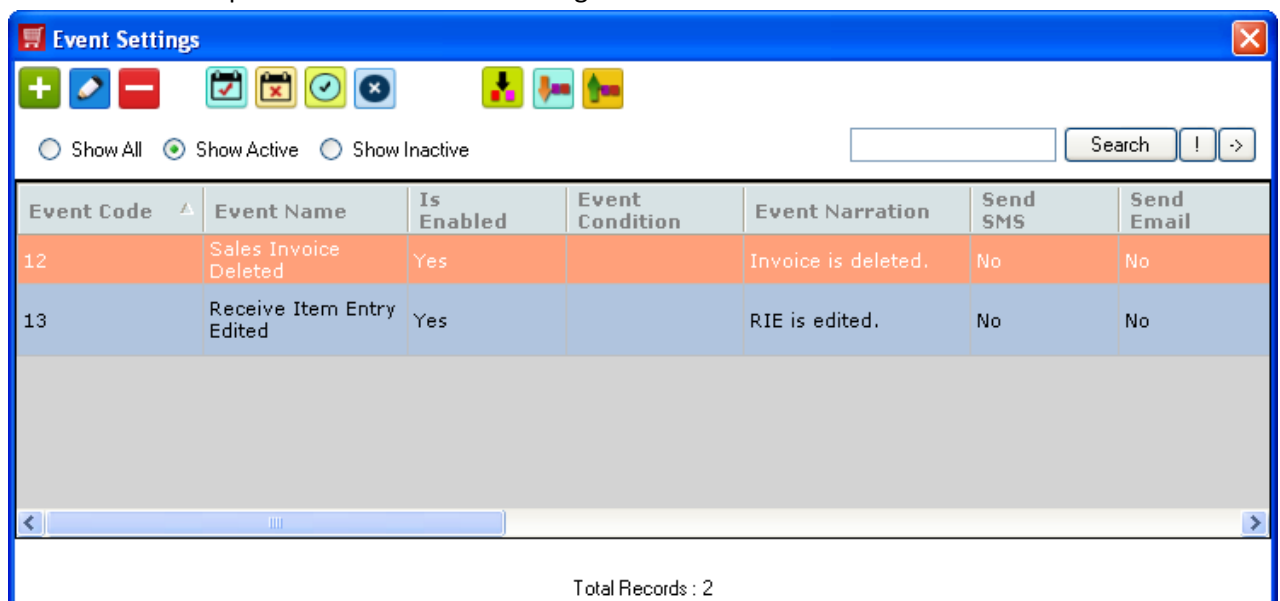 Event Settings
Show All Show Active Show Inactive Search ! ->
Event Code Event Name Is Enabled Event Condition Event Narration Send SMS Send Email
12 Sales Invoice Deleted Yes Invoice is deleted. No No
13 Receive Item Entry Edited Yes RIE is edited. No No
Total Records : 2